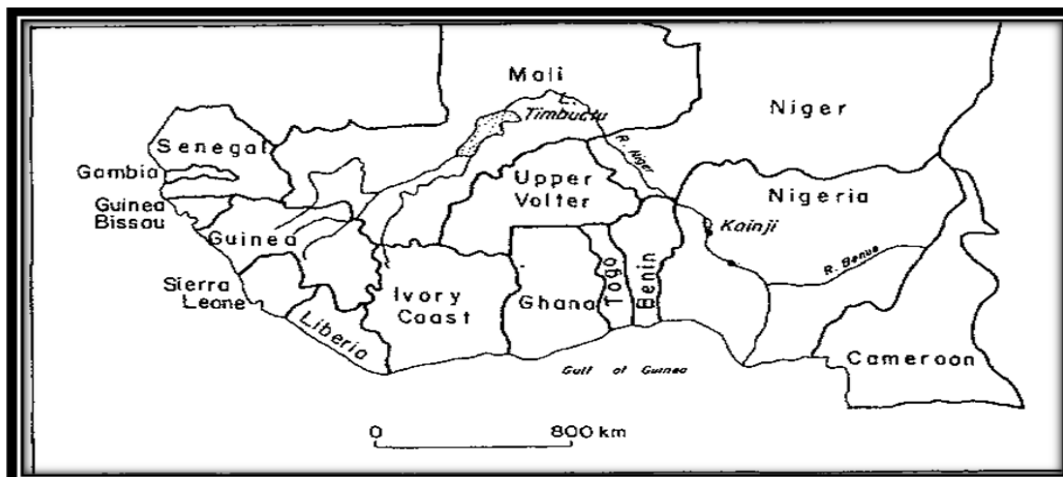 Mali
Timbuctu
Niger
Senegal
R. Niger
Gambia
Upper
Volter
Nigeria
Guinea
Bissau
Kainji
Guinea
R. Benue
Sierra
Leone
Togo
Benin
Ivory
Coast
Ghana
Liberia
Cameroon
Gulf of Guinea
0 800 km